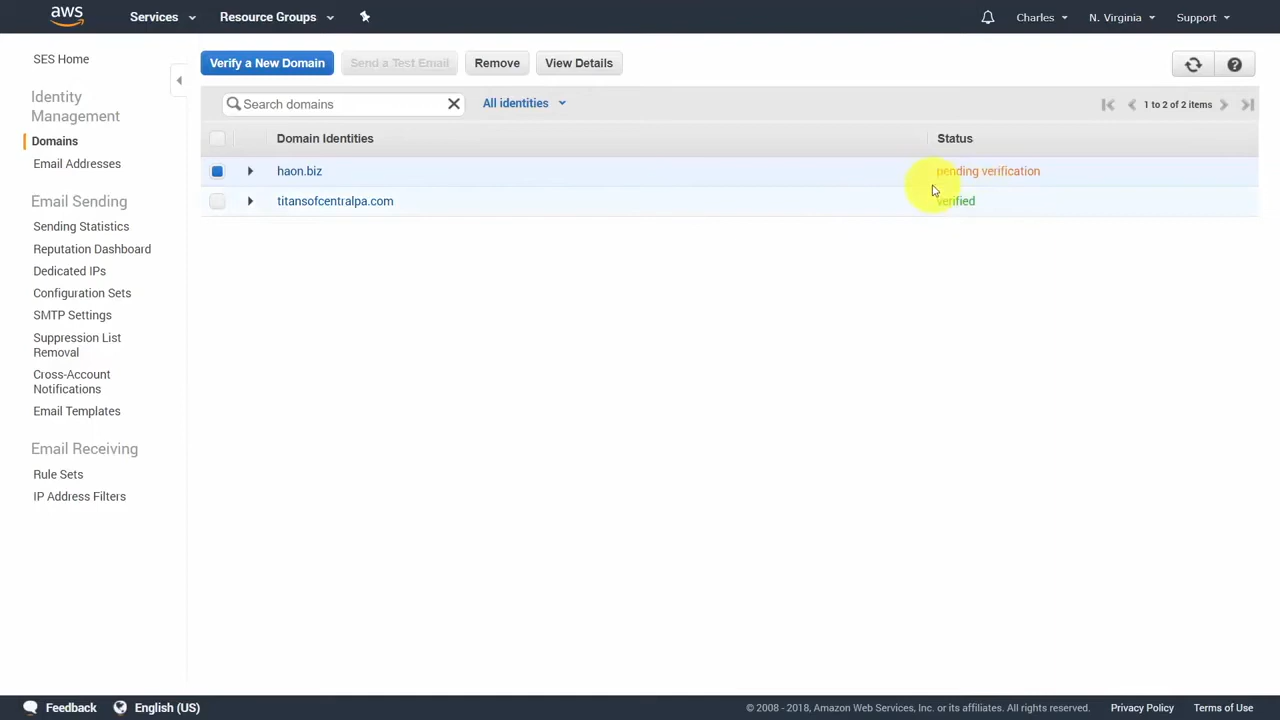 aws
Services
Resource Groups
Charles
N. Virginia
Support
SES Home
Identity
Management
Domains
Email Addresses
Email Sending
Sending Statistics
Reputation Dashboard
Dedicated IPs
Configuration Sets
SMTP Settings
Suppression List
Removal
Cross-Account
Notifications
Email Templates
Email Receiving
Rule Sets
IP Address Filters
Verify a New Domain
Send a Test Email
Remove
View Details
Search domains
All identities
1 to 2 of 2 items
Domain Identities
Status
haon.biz
pending verification
titansofcentralpa.com
verified
Feedback
English (US)
© 2008 - 2018, Amazon Web Services, Inc. or its affiliates. All rights reserved.
Privacy Policy
Terms of Use